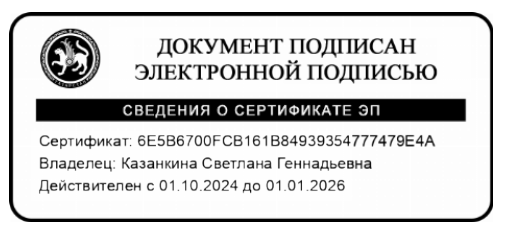 ДОКУМЕНТ ПОДПИСАН
ЭЛЕКТРОННОЙ ПОДПИСЬЮ
СВЕДЕНИЯ О СЕРТИФИКАТЕ ЭП
Сертификат: 6E5B6700FCB161B84939354777479E4A
Владелец: Казанкина Светлана Геннадьевна
Действителен с 01.10.2024 до 01.01.2026